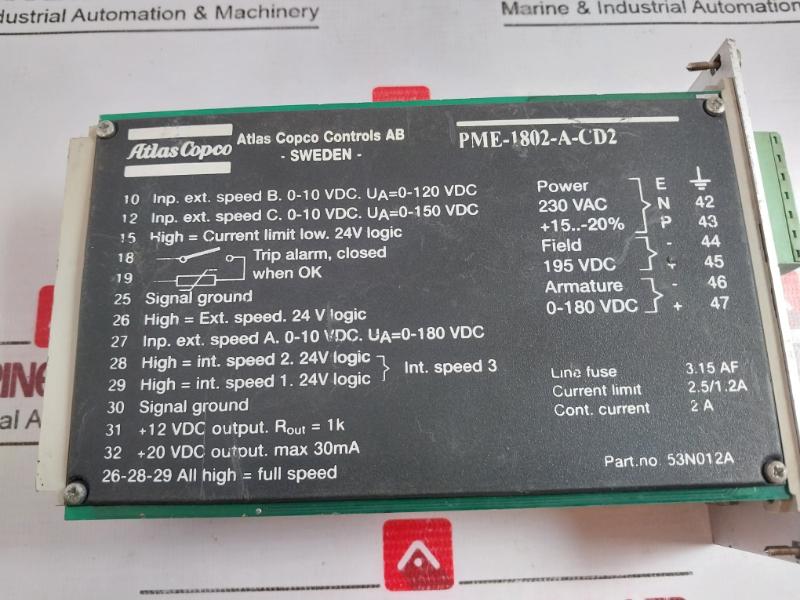 dustrial Automation & Machinery
Marine & Industrial Automation &
Atlas Copco
Atlas Copco Controls AB
- SWEDEN -
PME-1802-A-CD2
10 Inp. ext. speed B. 0-10 VDC. UA=0-120 VDC
12 Inp. ext. speed C. 0-10 VDC. UA=0-150 VDC
15 High = Current limit low. 24V logic
18 Trip alarm, closed
19 when OK
25 Signal ground
26 High = Ext. speed. 24 V logic
27 Inp. ext. speed A. 0-10 VDC. UA=0-180 VDC
28 High = int. speed 2. 24V logic
29 High = int. speed 1. 24V logic
Int. speed 3
30 Signal ground
31 +12 VDC output. Rout = 1k
32 +20 VDC output. max 30mA
26-28-29 All high = full speed
Power E
230 VAC N 42
+15..-20% P 43
Field - 44
195 VDC + 45
Armature - 46
0-180 VDC + 47
Line fuse 3.15 AF
Current limit 2.5/1.2A
Cont. current 2 A
Part.no. 53N012A